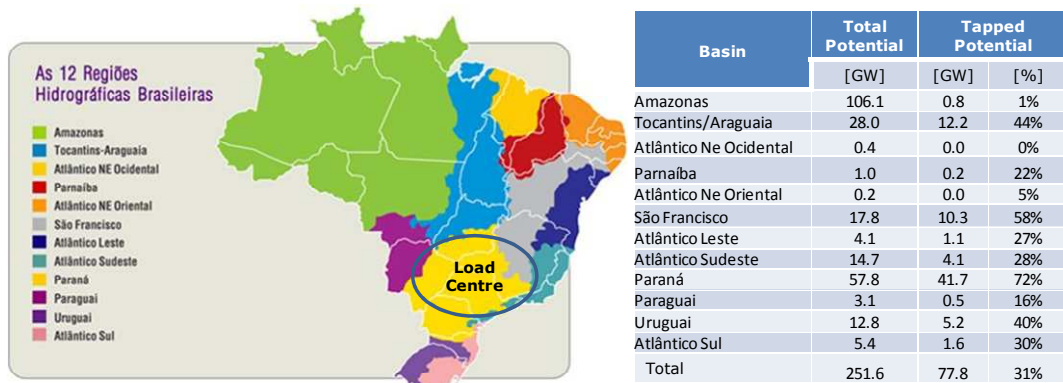 As 12 Regiões
Hidrográficas Brasileiras
Amazonas
Tocantins-Araguaia
Atlântico NE Ocidental
Parnaíba
Atlântico NE Oriental
São Francisco
Atlântico Leste
Atlântico Sudeste
Paraná
Paraguai
Uruguai
Atlântico Sul
Load
Centre
Basin Total Potential Tapped Potential
[GW] [GW] [%]
Amazonas 106.1 0.8 1%
Tocantins/Araguaia 28.0 12.2 44%
Atlântico Ne Ocidental 0.4 0.0 0%
Parnaíba 1.0 0.2 22%
Atlântico Ne Oriental 0.2 0.0 5%
São Francisco 17.8 10.3 58%
Atlântico Leste 4.1 1.1 27%
Atlântico Sudeste 14.7 4.1 28%
Paraná 57.8 41.7 72%
Paraguai 3.1 0.5 16%
Uruguai 12.8 5.2 40%
Atlântico Sul 5.4 1.6 30%
Total 251.6 77.8 31%